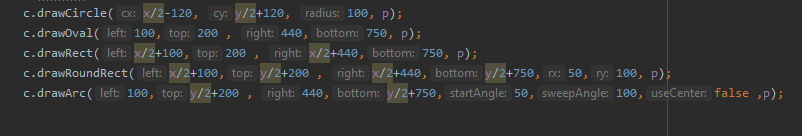 c.drawCircle( cx: x/2-120, cy: y/2+120, radius: 100, p);
c.drawOval( left: 100, top: 200 , right: 440, bottom: 750, p);
c.drawRect( left: x/2+100, top: 200 , right: x/2+440, bottom: 750, p);
c.drawRoundRect( left: x/2+100, top: y/2+200 , right: x/2+440, bottom: y/2+750, rx: 50, ry: 100, p);
c.drawArc( left: 100, top: y/2+200 , right: 440, bottom: y/2+750, startAngle: 50, sweepAngle: 100, useCenter: false ,p);